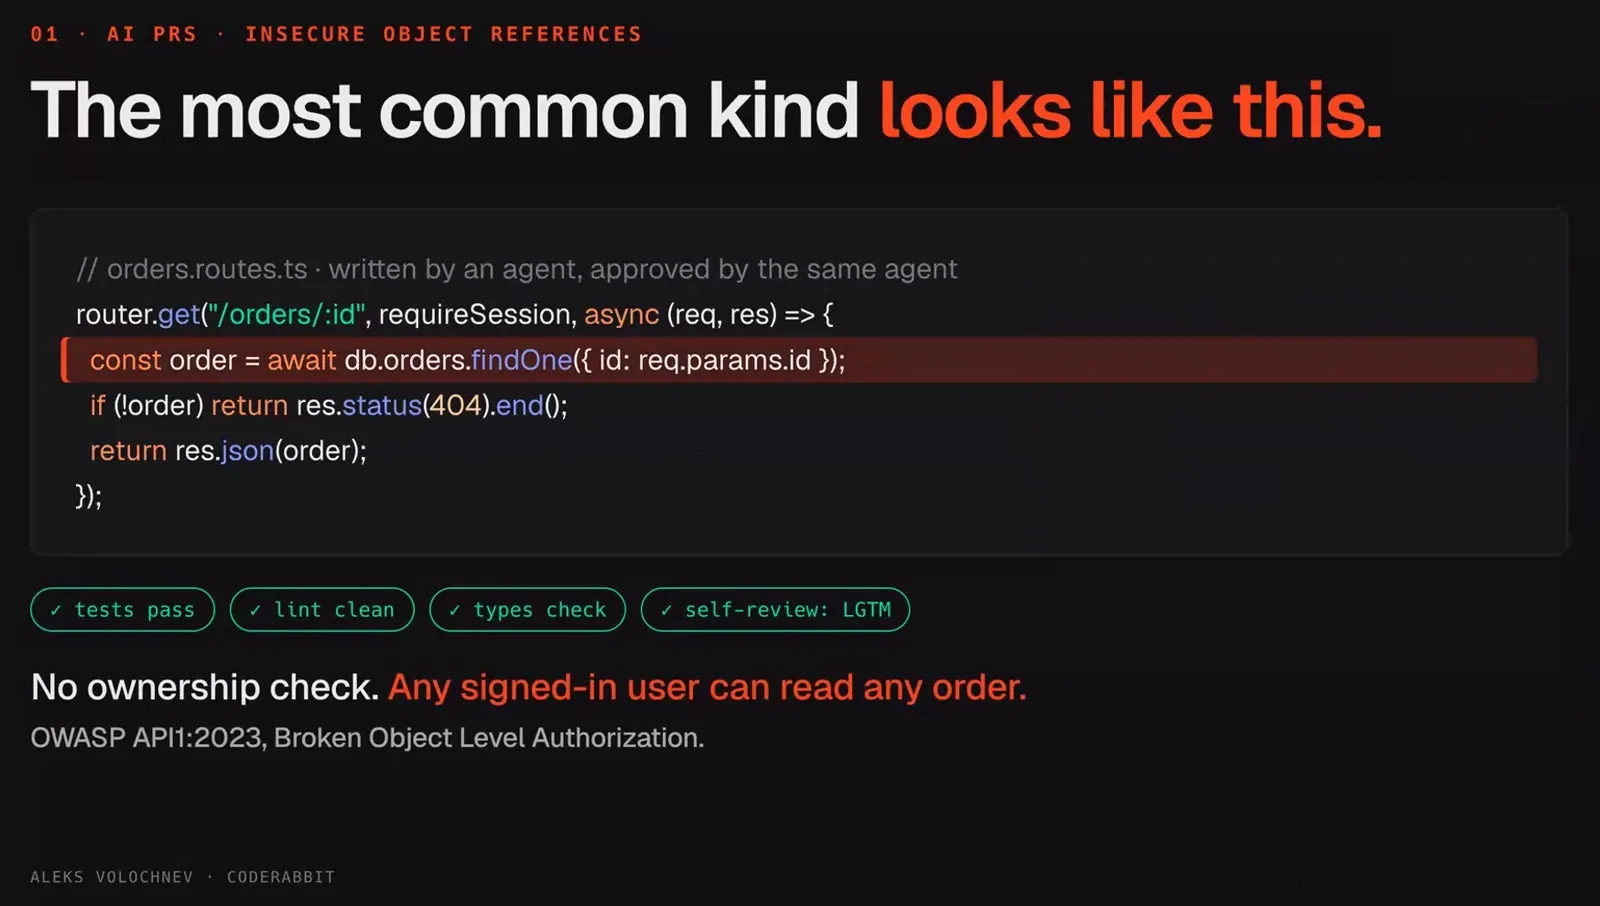 01 · AI PRS · INSECURE OBJECT REFERENCES
The most common kind looks like this.
// orders.routes.ts · written by an agent, approved by the same agent
router.get("/orders/:id", requireSession, async (req, res) => {
const order = await db.orders.findOne({ id: req.params.id });
if (!order) return res.status(404).end();
return res.json(order);
});
✓ tests pass ✓ lint clean ✓ types check ✓ self-review: LGTM
No ownership check. Any signed-in user can read any order.
OWASP API1:2023, Broken Object Level Authorization.
ALEKS VOLOCHNEV · CODERABBIT